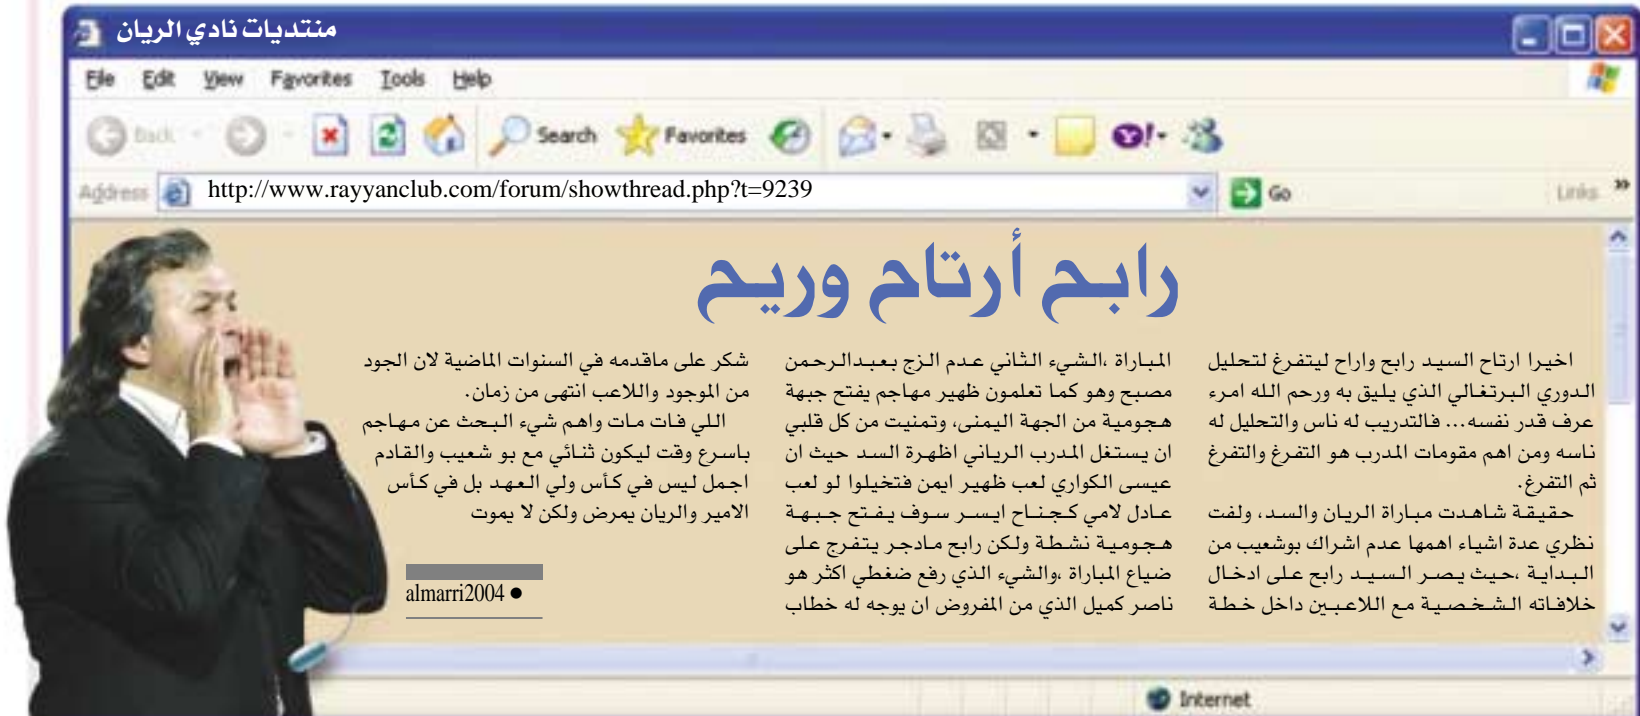 منتديات نادي الريان
File Edit View Favorites Tools Help
Back Search Favorites
Address http://www.rayyanclub.com/forum/showthread.php?t=9239 Go Links
رابح أرتاح وريح
اخيرا ارتاح السيد رابح واراح ليتفرغ لتحليل
الدوري البرتغالي الذي يليق به ورحم الله امرء
عرف قدر نفسه... فالتدريب له ناس والتحليل له
ناسه ومن اهم مقومات المدرب هو التفرغ والتفرغ
ثم التفرغ.
حقيقة شاهدت مباراة الريان والسد، ولفت
نظري عدة اشياء اهمها عدم اشراك بوشعيب من
البداية ،حيث يصر السيد رابح على ادخال
خلافاته الشخصية مع اللاعبين داخل خطة
المباراة ،الشيء الثاني عدم الزج بعبدالرحمن
مصبح وهو كما تعلمون ظهير مهاجم يفتح جبهة
هجومية من الجهة اليمنى، وتمنيت من كل قلبي
ان يستغل المدرب الرياني اظهرة السد حيث ان
عيسى الكواري لعب ظهير ايمن فتخيلوا لو لعب
عادل لامي كجناح ايسر سوف يفتح جبهة
هجومية نشطة ولكن رابح مادجر يتفرج على
ضياع المباراة ،والشيء الذي رفع ضغطي اكثر هو
ناصر كميل الذي من المفروض ان يوجه له خطاب
شكر على ماقدمه في السنوات الماضية لان الجود
من الموجود واللاعب انتهى من زمان.
اللي فات مات واهم شيء البحث عن مهاجم
باسرع وقت ليكون ثنائي مع بو شعيب والقادم
اجمل ليس في كأس ولي العهد بل في كأس
الامير والريان يمرض ولكن لا يموت
● almarri2004
Internet